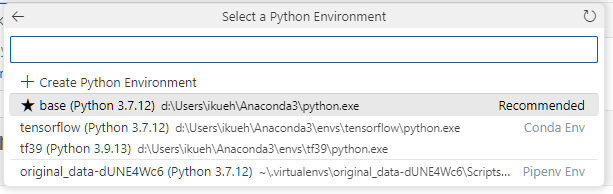 Select a Python Environment
Create Python Environment
base (Python 3.7.12) d:\Users\ikueh\Anaconda3\python.exe Recommended
tensorflow (Python 3.7.12) d:\Users\ikueh\Anaconda3\envs\tensorflow\python.exe Conda Env
tf39 (Python 3.9.13) d:\Users\ikueh\Anaconda3\envs\tf39\python.exe
original_data-dUNE4Wc6 (Python 3.7.12) ~\.virtualenvs\original_data-dUNE4Wc6\Scripts... Pipenv Env